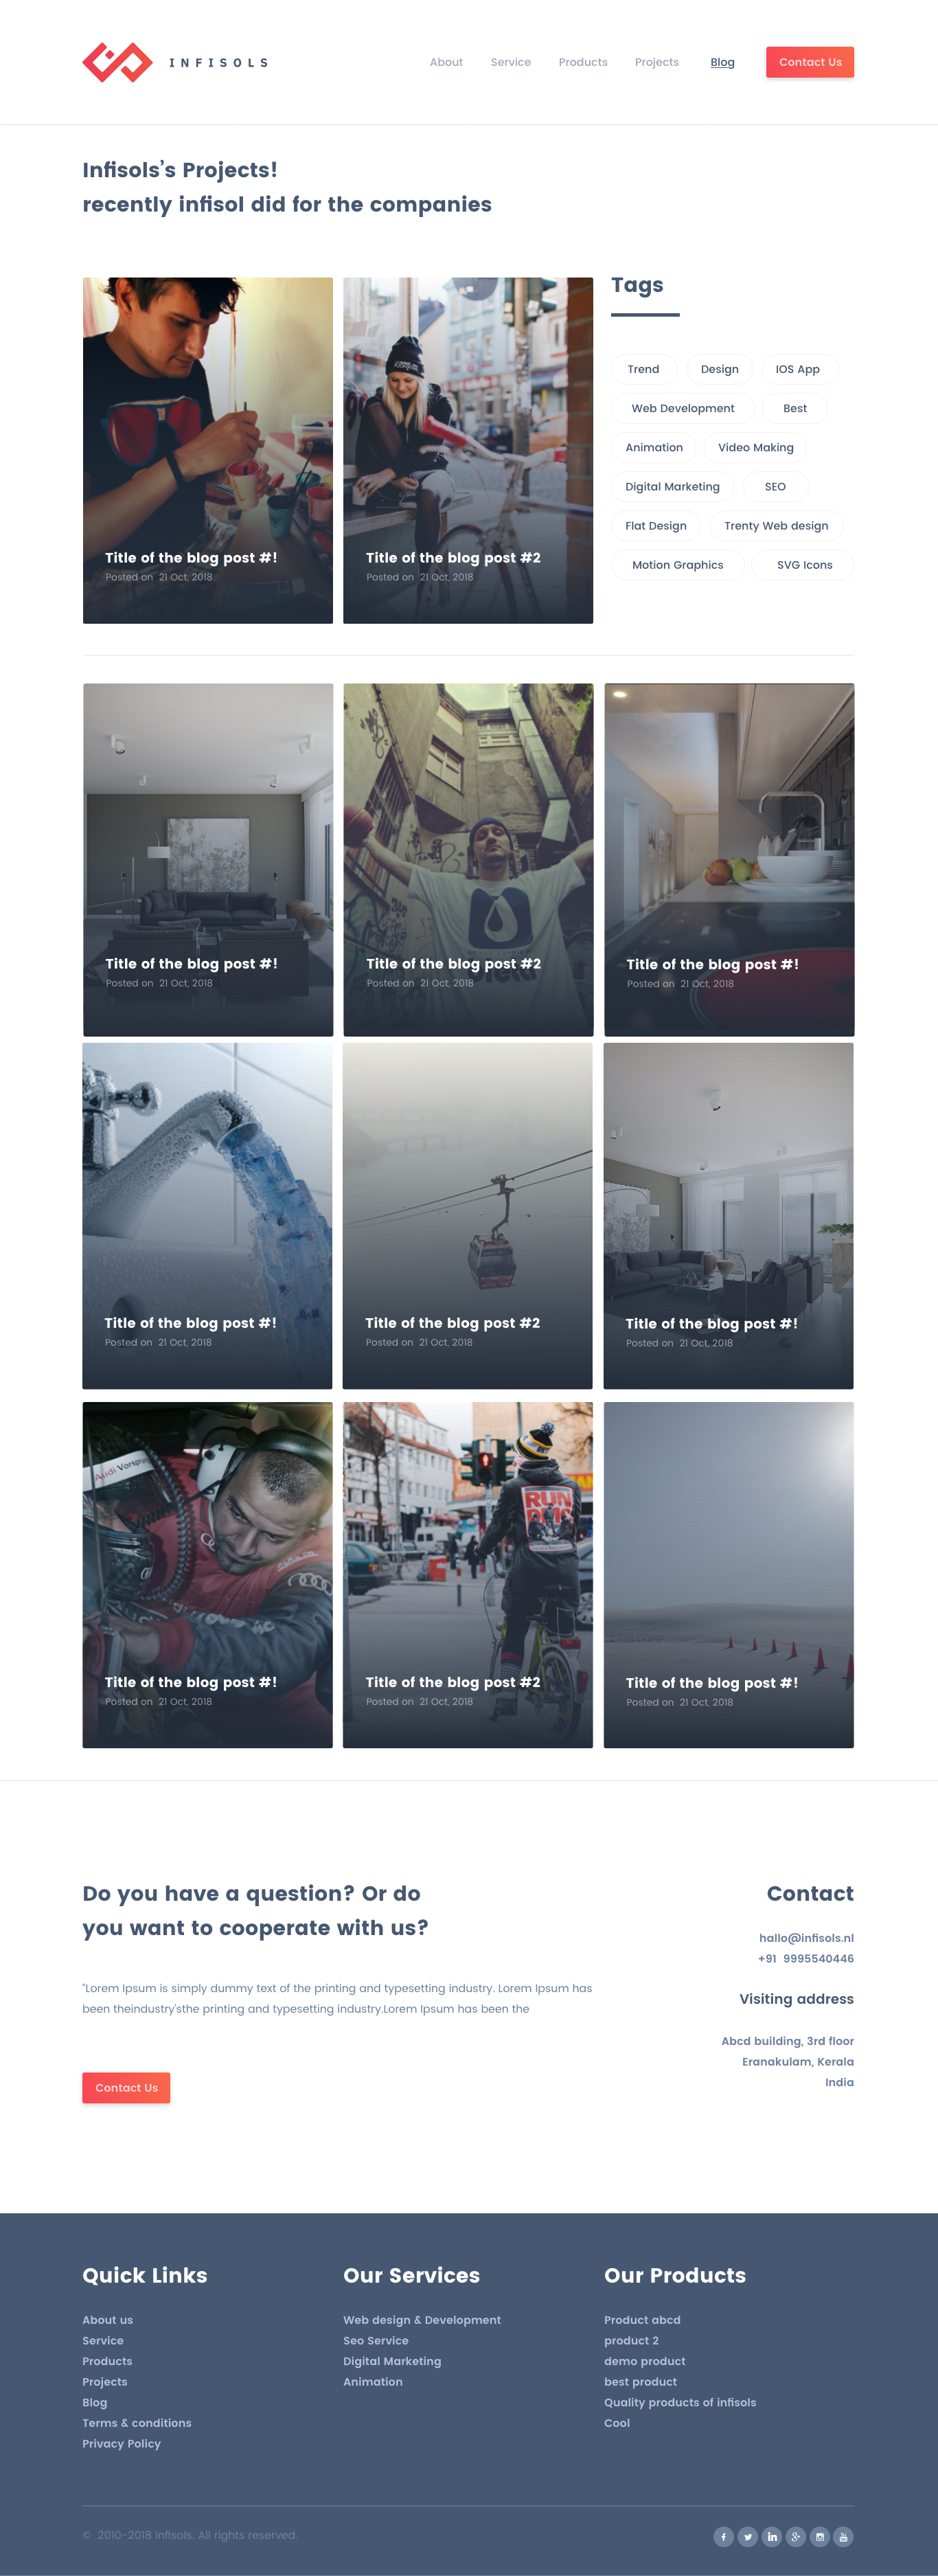 INFISOLS
About
Service
Products
Projects
Blog
Contact Us
Infisols's Projects!
recently infisol did for the companies
Title of the blog post #!
Posted on 21 Oct, 2018
Title of the blog post #2
Posted on 21 Oct, 2018
Tags
Trend
Design
IOS App
Web Development
Best
Animation
Video Making
Digital Marketing
SEO
Flat Design
Trenty Web design
Motion Graphics
SVG Icons
Title of the blog post #!
Posted on 21 Oct, 2018
Title of the blog post #2
Posted on 21 Oct, 2018
Title of the blog post #!
Posted on 21 Oct, 2018
Title of the blog post #!
Posted on 21 Oct, 2018
Title of the blog post #2
Posted on 21 Oct, 2018
Title of the blog post #!
Posted on 21 Oct, 2018
Audi Vorsprung
Title of the blog post #!
Posted on 21 Oct, 2018
RUN
DMC
Title of the blog post #2
Posted on 21 Oct, 2018
Title of the blog post #!
Posted on 21 Oct, 2018
Do you have a question? Or do
you want to cooperate with us?
"Lorem Ipsum is simply dummy text of the printing and typesetting industry. Lorem Ipsum has
been theindustry'sthe printing and typesetting industry.Lorem Ipsum has been the
Contact Us
Contact
hallo@infisols.nl
+91 9995540446
Visiting address
Abcd building, 3rd floor
Eranakulam, Kerala
India
Quick Links
About us
Service
Products
Projects
Blog
Terms & conditions
Privacy Policy
Our Services
Web design & Development
Seo Service
Digital Marketing
Animation
Our Products
Product abcd
product 2
demo product
best product
Quality products of infisols
Cool
© 2010-2018 infisols. All rights reserved.